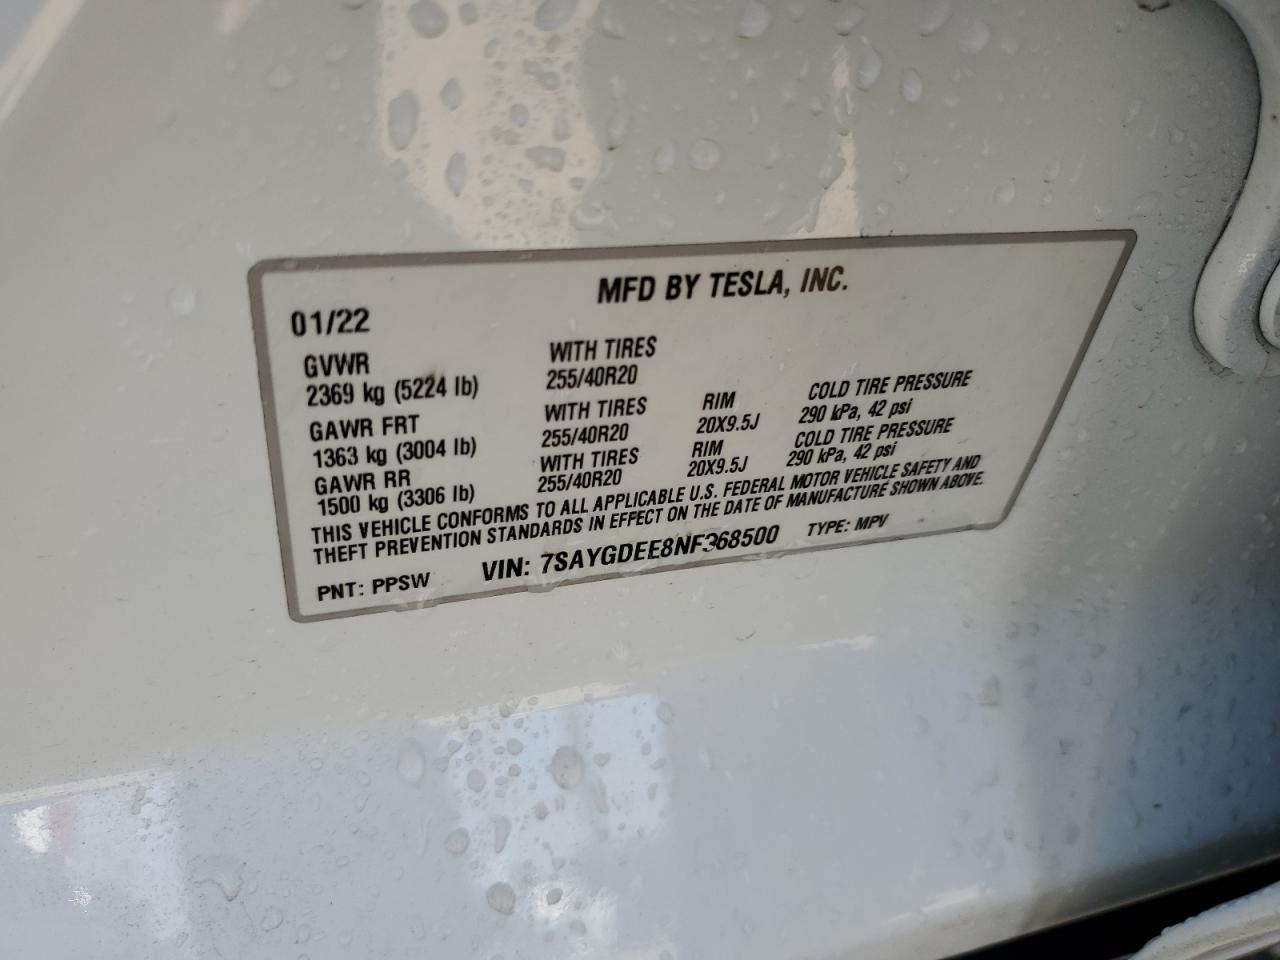 MFD BY TESLA, INC.
01/22
GVWR WITH TIRES
2369 kg (5224 lb) 255/40R20
GAWR FRT WITH TIRES RIM COLD TIRE PRESSURE
1363 kg (3004 lb) 255/40R20 20X9.5J 290 kPa, 42 psi
GAWR RR WITH TIRES RIM COLD TIRE PRESSURE
1500 kg (3306 lb) 255/40R20 20X9.5J 290 kPa, 42 psi
THIS VEHICLE CONFORMS TO ALL APPLICABLE U.S. FEDERAL MOTOR VEHICLE SAFETY AND
THEFT PREVENTION STANDARDS IN EFFECT ON THE DATE OF MANUFACTURE SHOWN ABOVE.
PNT: PPSW VIN: 7SAYGDEE8NF368500 TYPE: MPV